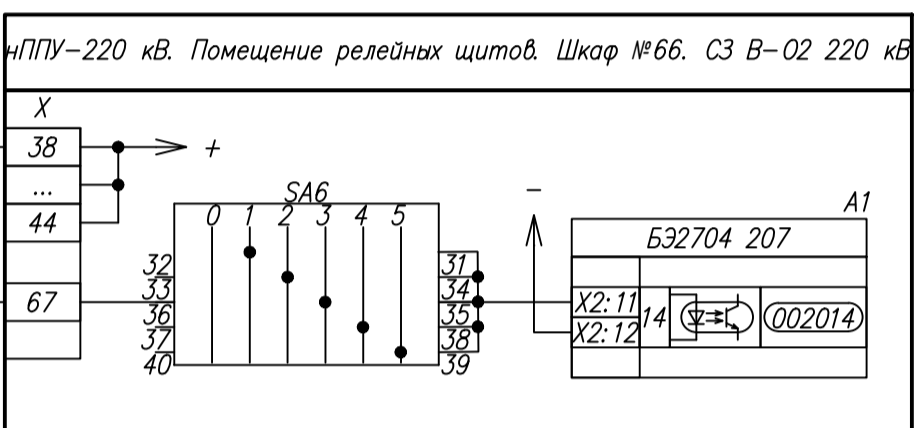 нППУ-220 кВ. Помещение релейных щитов. Шкаф №66. СЗ В-02 220 кВ
X
38
+
...
44
67
SA6
0 1 2 3 4 5
32
33
36
37
40
31
34
35
38
39
−
A1
БЭ2704 207
X2:11
X2:12
14
002014